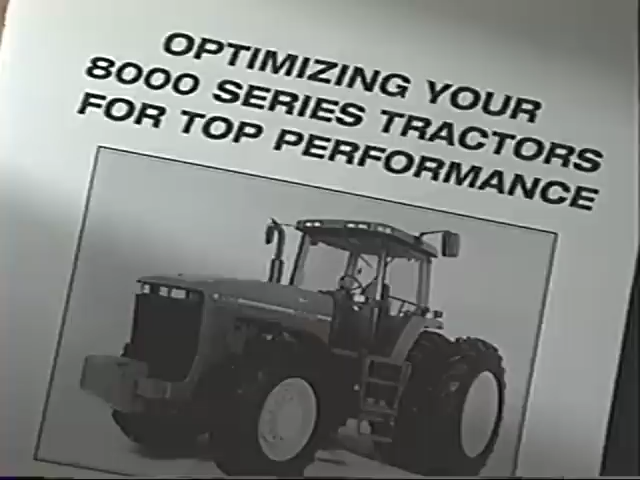 OPTIMIZING YOUR
8000 SERIES TRACTORS
FOR TOP PERFORMANCE